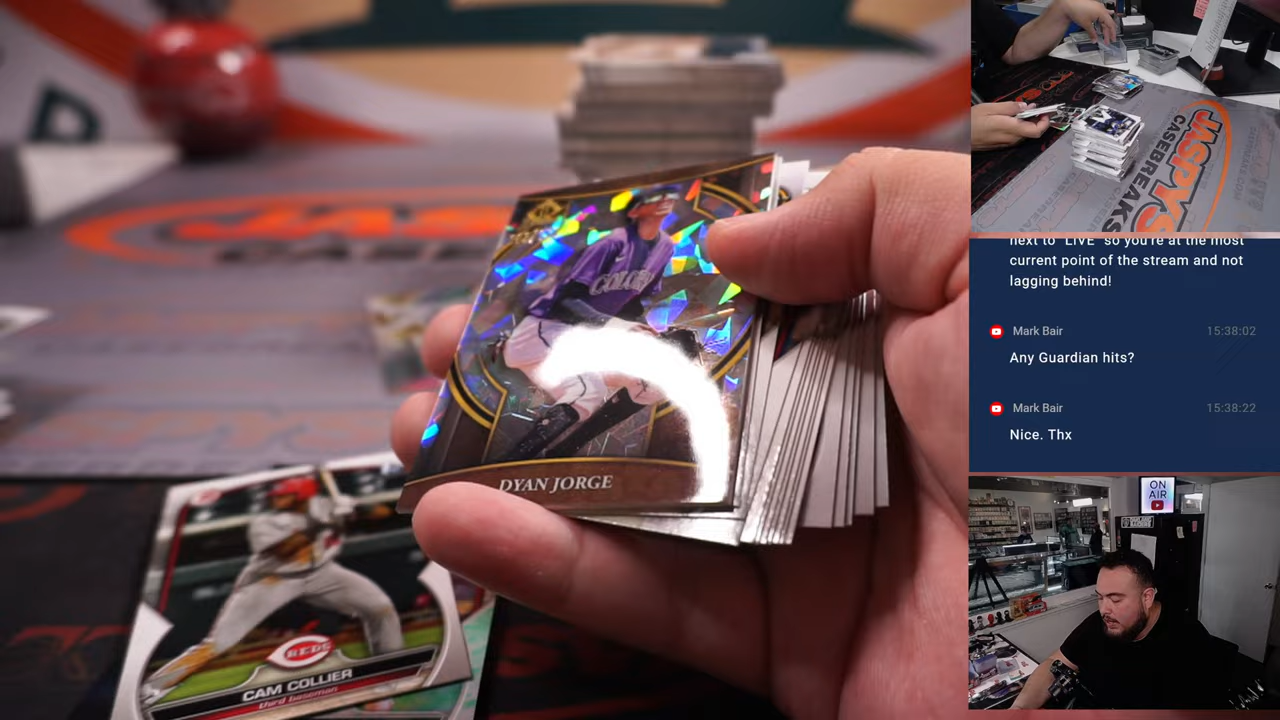 COLOR
DYAN JORGE
REDS
CAM COLLIER
Third Baseman
JASPYS
CASEBREAKS
next to "LIVE" so you're at the most
current point of the stream and not
lagging behind!
Mark Bair
15:38:02
Any Guardian hits?
Mark Bair
15:38:22
Nice. Thx
ON
AIR